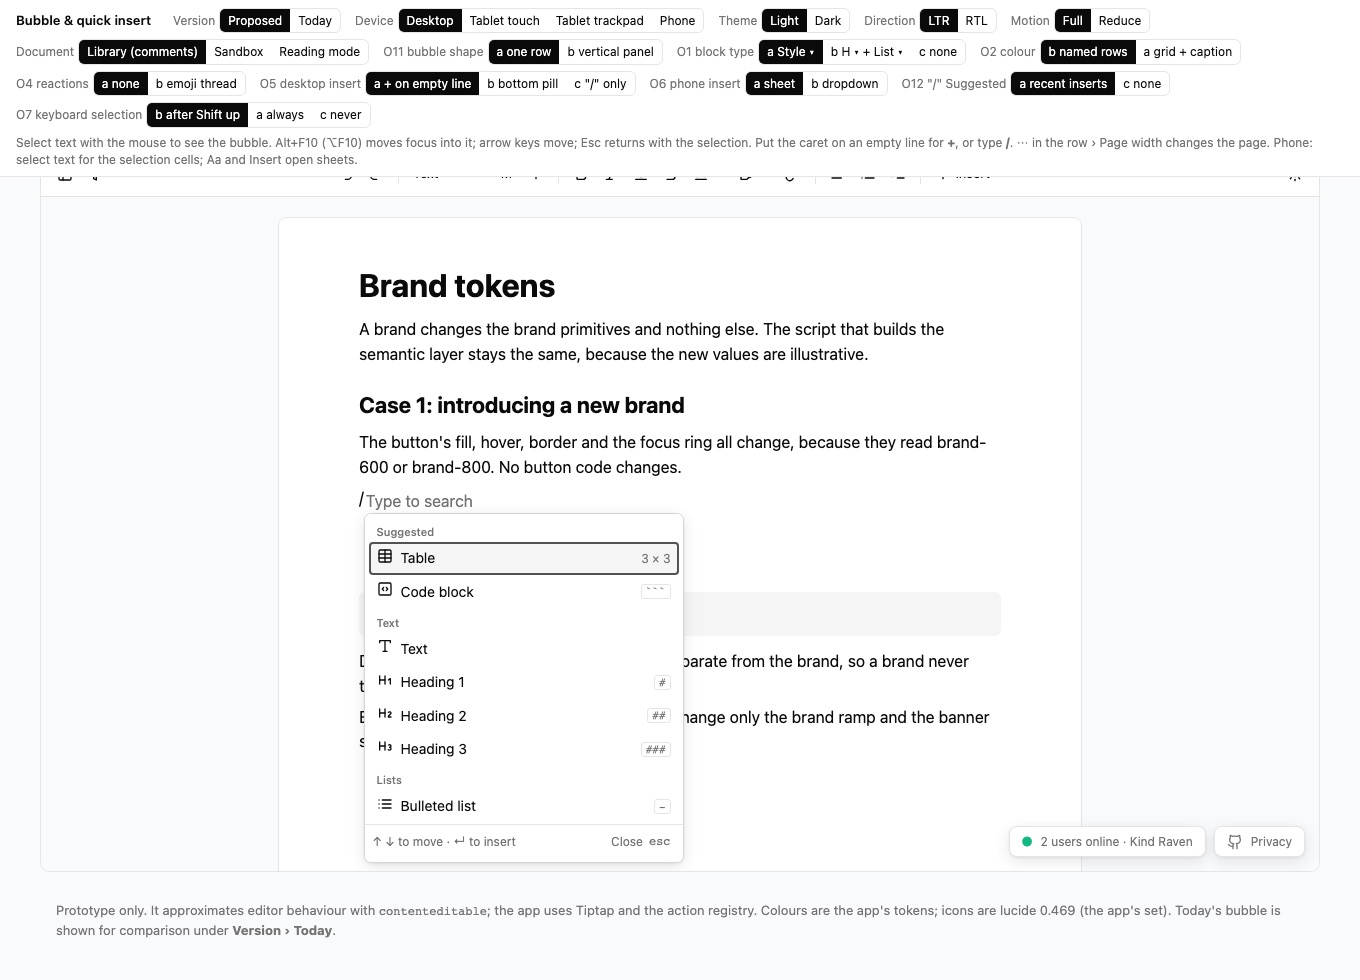 Bubble & quick insert Version Proposed Today Device Desktop Tablet touch Tablet trackpad Phone Theme Light Dark Direction LTR RTL Motion Full Reduce
Document Library (comments) Sandbox Reading mode O11 bubble shape a one row b vertical panel O1 block type a Style ▾ b H ▾ + List ▾ c none O2 colour b named rows a grid + caption
O4 reactions a none b emoji thread O5 desktop insert a + on empty line b bottom pill c "/" only O6 phone insert a sheet b dropdown O12 "/" Suggested a recent inserts c none
O7 keyboard selection b after Shift up a always c never
Select text with the mouse to see the bubble. Alt+F10 (⌥F10) moves focus into it; arrow keys move; Esc returns with the selection. Put the caret on an empty line for +, or type /. ··· in the row › Page width changes the page. Phone:
select text for the selection cells; Aa and Insert open sheets.
Brand tokens
A brand changes the brand primitives and nothing else. The script that builds the
semantic layer stays the same, because the new values are illustrative.
Case 1: introducing a new brand
The button's fill, hover, border and the focus ring all change, because they read brand-
600 or brand-800. No button code changes.
/Type to search
Suggested
Table 3 × 3
Code block ```
Text
Text
Heading 1 #
Heading 2 ##
Heading 3 ###
Lists
Bulleted list –
↑ ↓ to move · ↵ to insert Close esc
from the brand, so a brand never
only the brand ramp and the banner
2 users online · Kind Raven Privacy
Prototype only. It approximates editor behaviour with contenteditable; the app uses Tiptap and the action registry. Colours are the app's tokens; icons are lucide 0.469 (the app's set). Today's bubble is
shown for comparison under Version › Today.